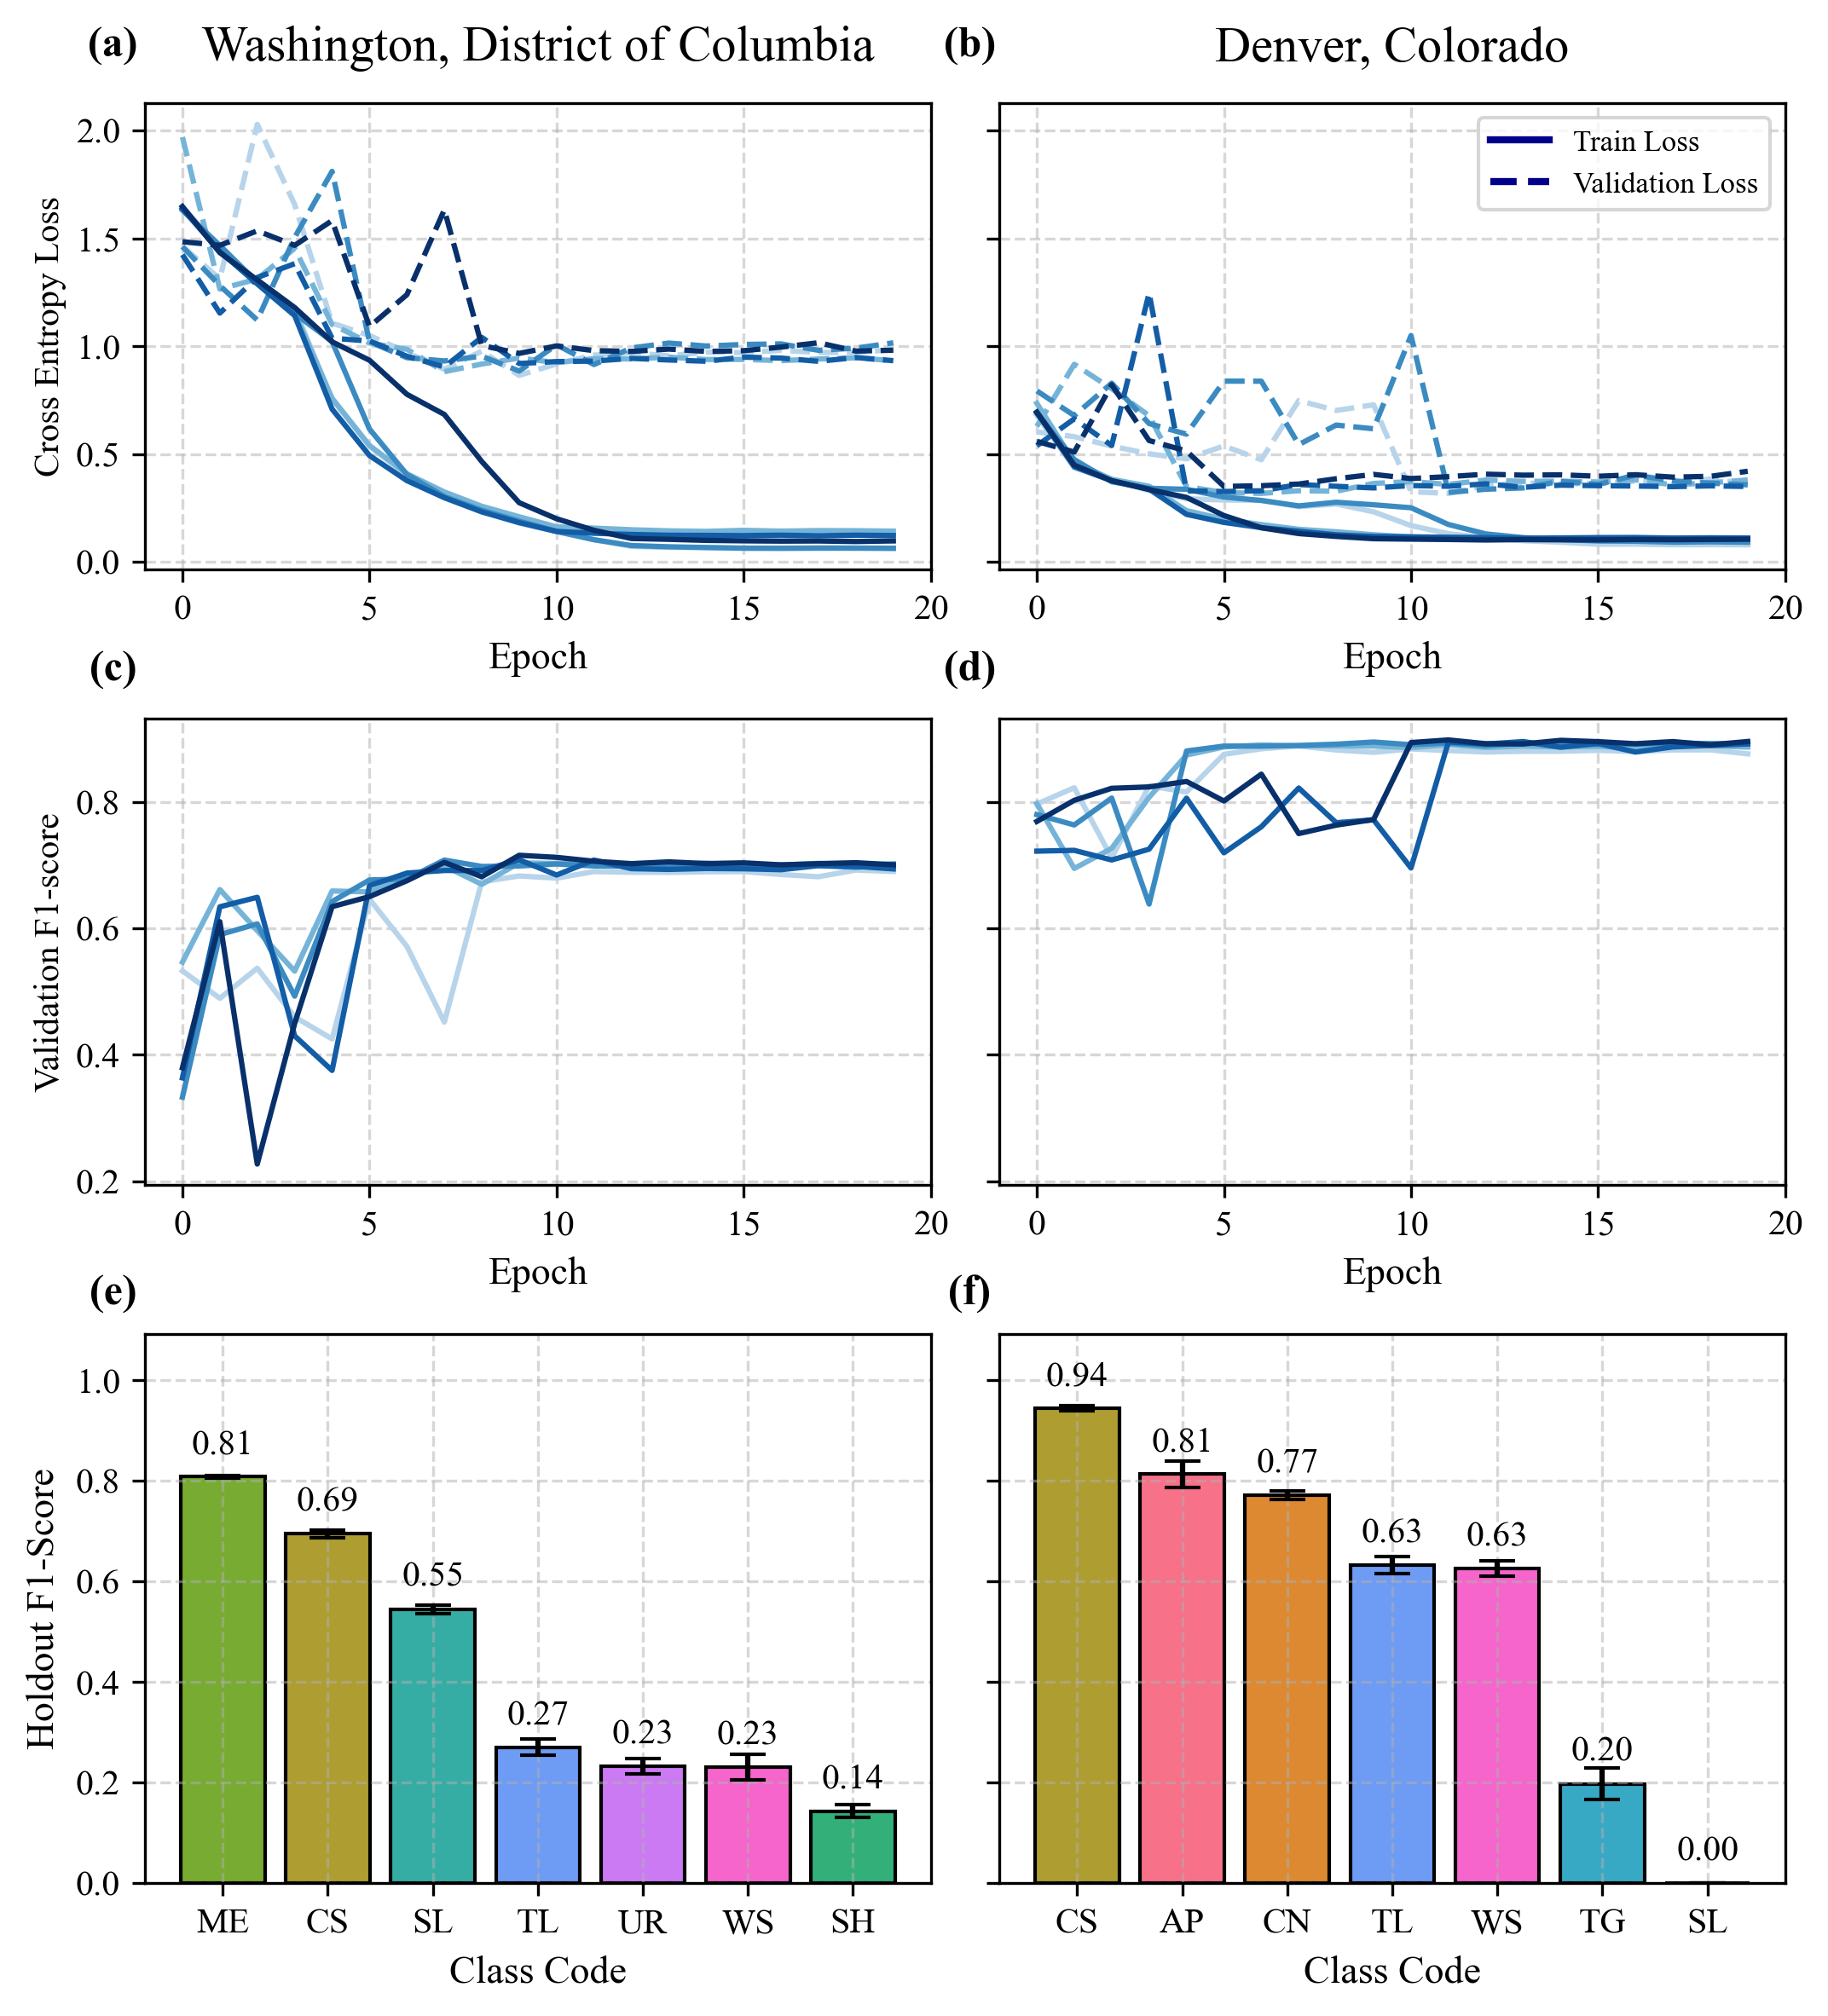 (a) Washington, District of Columbia
(b) Denver, Colorado
Cross Entropy Loss
2.0
1.5
1.0
0.5
0.0
0 5 10 15 20
Epoch
Train Loss
Validation Loss
0 5 10 15 20
Epoch
(c)
(d)
Validation F1-score
0.8
0.6
0.4
0.2
0 5 10 15 20
Epoch
0 5 10 15 20
Epoch
(e)
(f)
Holdout F1-Score
1.0
0.8
0.6
0.4
0.2
0.0
0.81
0.69
0.55
0.27
0.23
0.23
0.14
ME CS SL TL UR WS SH
Class Code
0.94
0.81
0.77
0.63
0.63
0.20
0.00
CS AP CN TL WS TG SL
Class Code